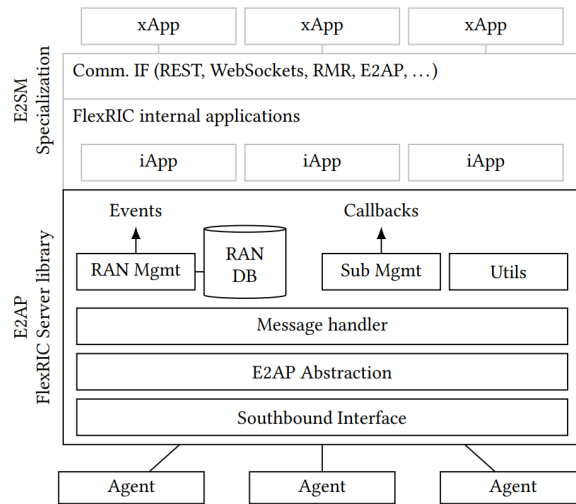 xApp
xApp
xApp
Comm. IF (REST, WebSockets, RMR, E2AP, ...)
FlexRIC internal applications
iApp
iApp
iApp
E2SM
Specialization
Events
Callbacks
RAN Mgmt
RAN
DB
Sub Mgmt
Utils
Message handler
E2AP Abstraction
Southbound Interface
E2AP
FlexRIC Server library
Agent
Agent
Agent